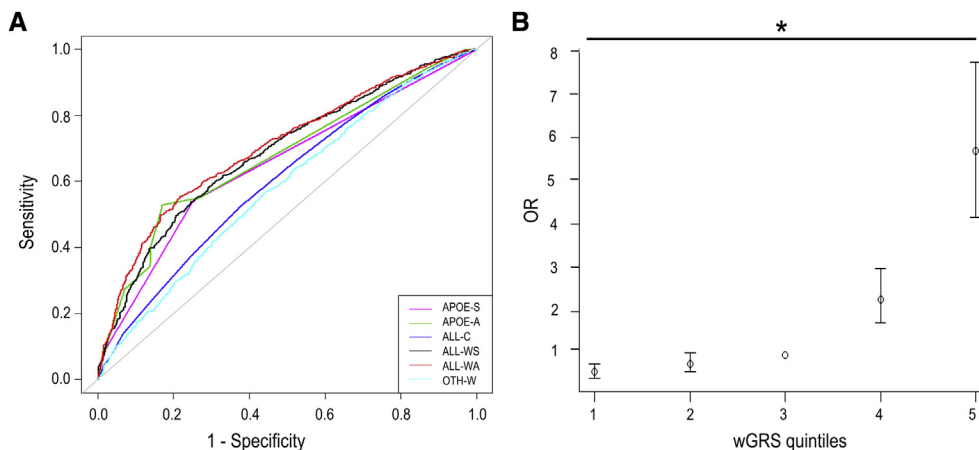 A
1.0
0.8
0.6
0.4
0.2
0.0
Sensitivity
0.0 0.2 0.4 0.6 0.8 1.0
1 - Specificity
APOE-S
APOE-A
ALL-C
ALL-WS
ALL-WA
OTH-W
B
*
8
7
6
5
4
3
2
1
OR
1 2 3 4 5
wGRS quintiles